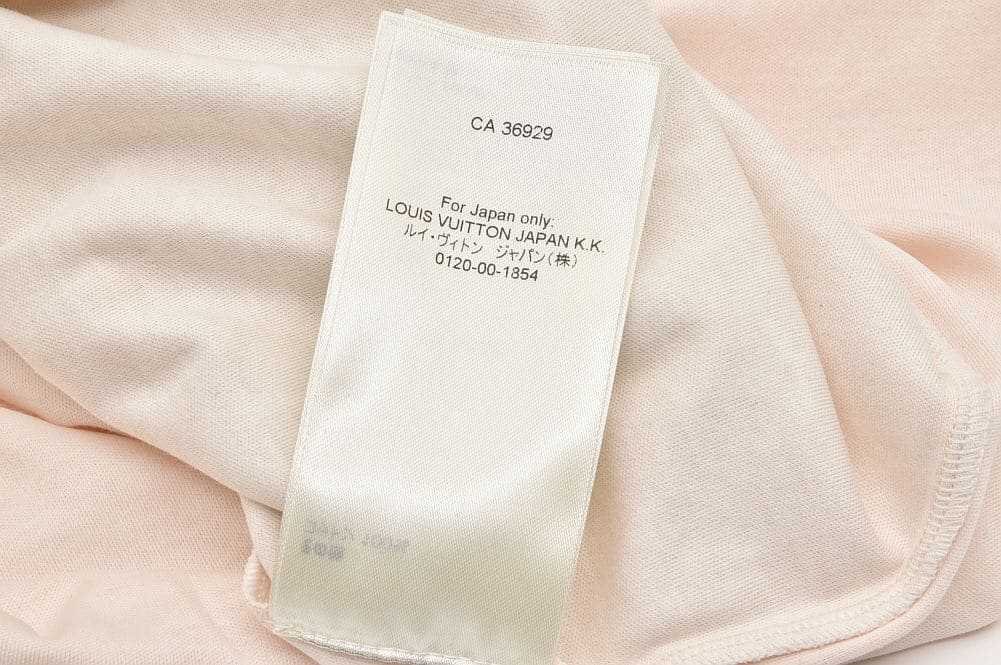 CA 36929
For Japan only:
LOUIS VUITTON JAPAN K.K.
ルイ・ヴィトン ジャパン(株)
0120-00-1854